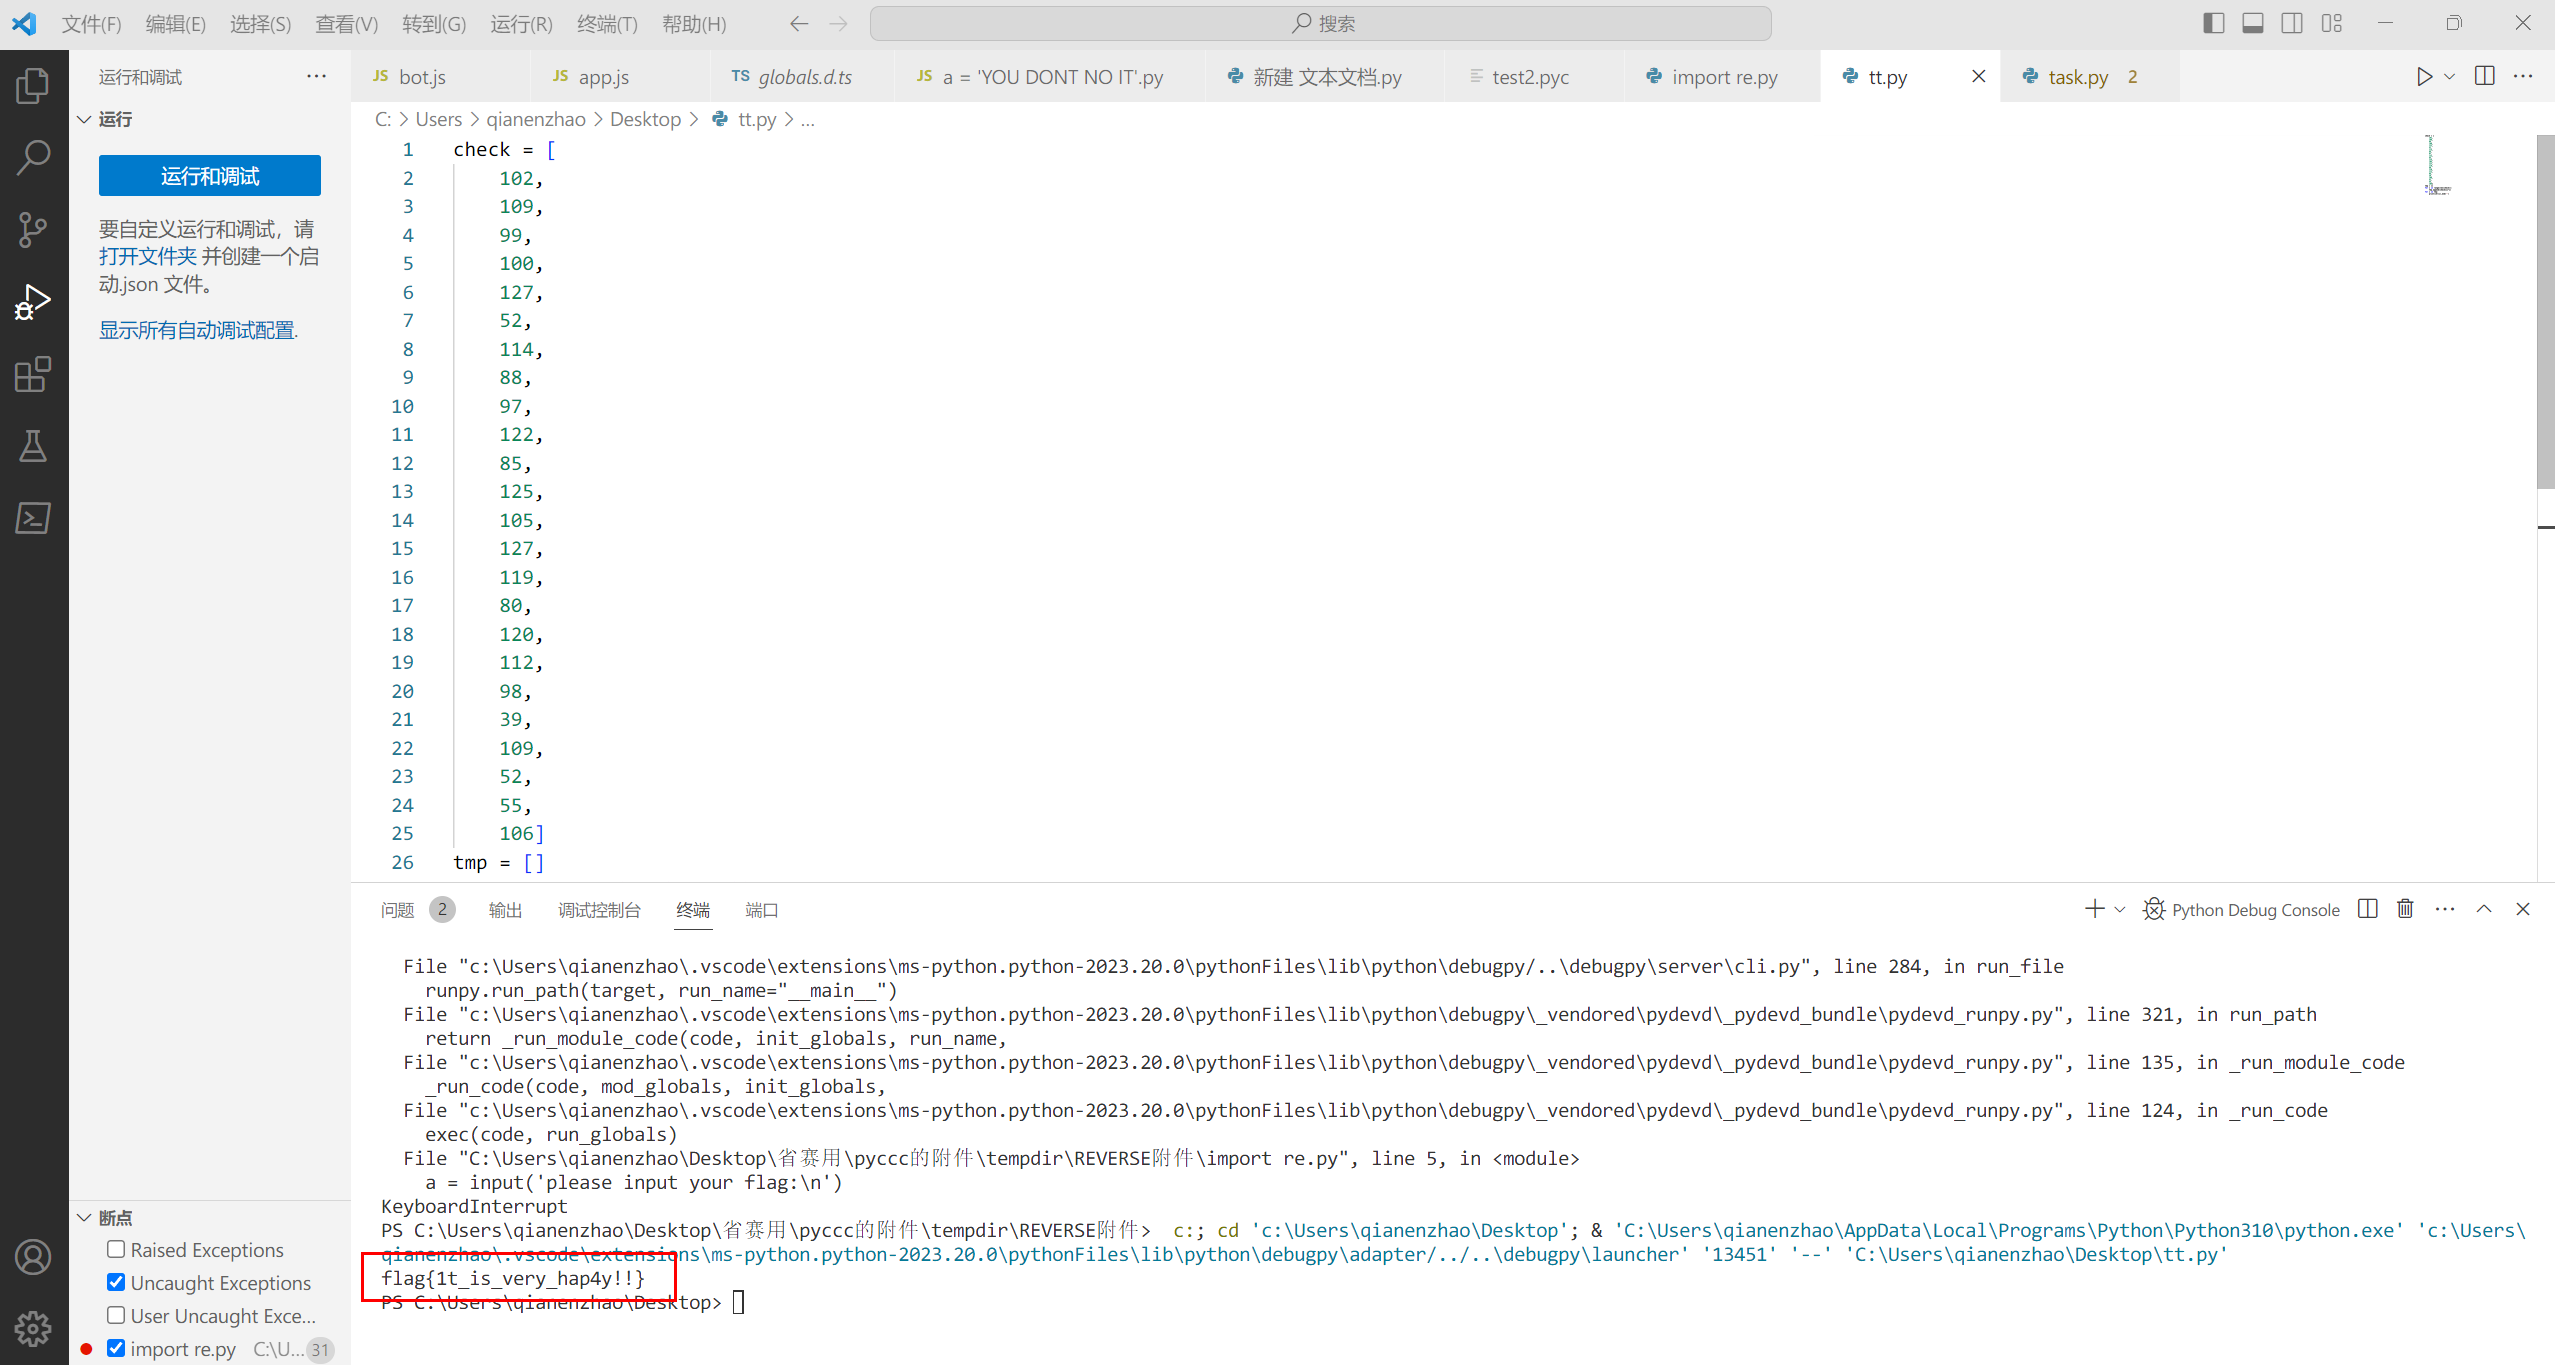 文件(F) 编辑(E) 选择(S) 查看(V) 转到(G) 运行(R) 终端(T) 帮助(H) 搜索
运行和调试 ···
bot.js app.js globals.d.ts a = 'YOU DONT NO IT'.py 新建 文本文档.py test2.pyc import re.py tt.py task.py 2
JS JS TS JS
运行
运行和调试
要自定义运行和调试，请
打开文件夹 并创建一个启
动.json 文件。
显示所有自动调试配置.
C: > Users > qianenzhao > Desktop > tt.py > ...
1 check = [
2 102,
3 109,
4 99,
5 100,
6 127,
7 52,
8 114,
9 88,
10 97,
11 122,
12 85,
13 125,
14 105,
15 127,
16 119,
17 80,
18 120,
19 112,
20 98,
21 39,
22 109,
23 52,
24 55,
25 106]
26 tmp = []
问题 2 输出 调试控制台 终端 端口 Python Debug Console
File "c:\Users\qianenzhao\.vscode\extensions\ms-python.python-2023.20.0\pythonFiles\lib\python\debugpy/..\debugpy\server\cli.py", line 284, in run_file
runpy.run_path(target, run_name="__main__")
File "c:\Users\qianenzhao\.vscode\extensions\ms-python.python-2023.20.0\pythonFiles\lib\python\debugpy\_vendored\pydevd\_pydevd_bundle\pydevd_runpy.py", line 321, in run_path
return _run_module_code(code, init_globals, run_name,
File "c:\Users\qianenzhao\.vscode\extensions\ms-python.python-2023.20.0\pythonFiles\lib\python\debugpy\_vendored\pydevd\_pydevd_bundle\pydevd_runpy.py", line 135, in _run_module_code
_run_code(code, mod_globals, init_globals,
File "c:\Users\qianenzhao\.vscode\extensions\ms-python.python-2023.20.0\pythonFiles\lib\python\debugpy\_vendored\pydevd\_pydevd_bundle\pydevd_runpy.py", line 124, in _run_code
exec(code, run_globals)
File "C:\Users\qianenzhao\Desktop\省赛用\pyccc的附件\tempdir\REVERSE附件\import re.py", line 5, in <module>
a = input('please input your flag:\n')
KeyboardInterrupt
PS C:\Users\qianenzhao\Desktop\省赛用\pyccc的附件\tempdir\REVERSE附件> c:; cd 'c:\Users\qianenzhao\Desktop'; & 'C:\Users\qianenzhao\AppData\Local\Programs\Python\Python310\python.exe' 'c:\Users\
qianenzhao\.vscode\extensions\ms-python.python-2023.20.0\pythonFiles\lib\python\debugpy\adapter/../..\debugpy\launcher' '13451' '--' 'C:\Users\qianenzhao\Desktop\tt.py'
flag{1t_is_very_hap4y!!}
PS C:\Users\qianenzhao\Desktop>
断点
Raised Exceptions
Uncaught Exceptions
User Uncaught Exce...
import re.py C:\U... 31